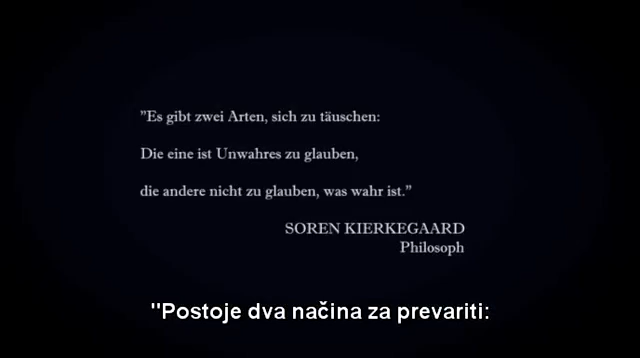 "Es gibt zwei Arten, sich zu täuschen:
Die eine ist Unwahres zu glauben,
die andere nicht zu glauben, was wahr ist."
SOREN KIERKEGAARD
Philosoph
"Postoje dva načina za prevariti: